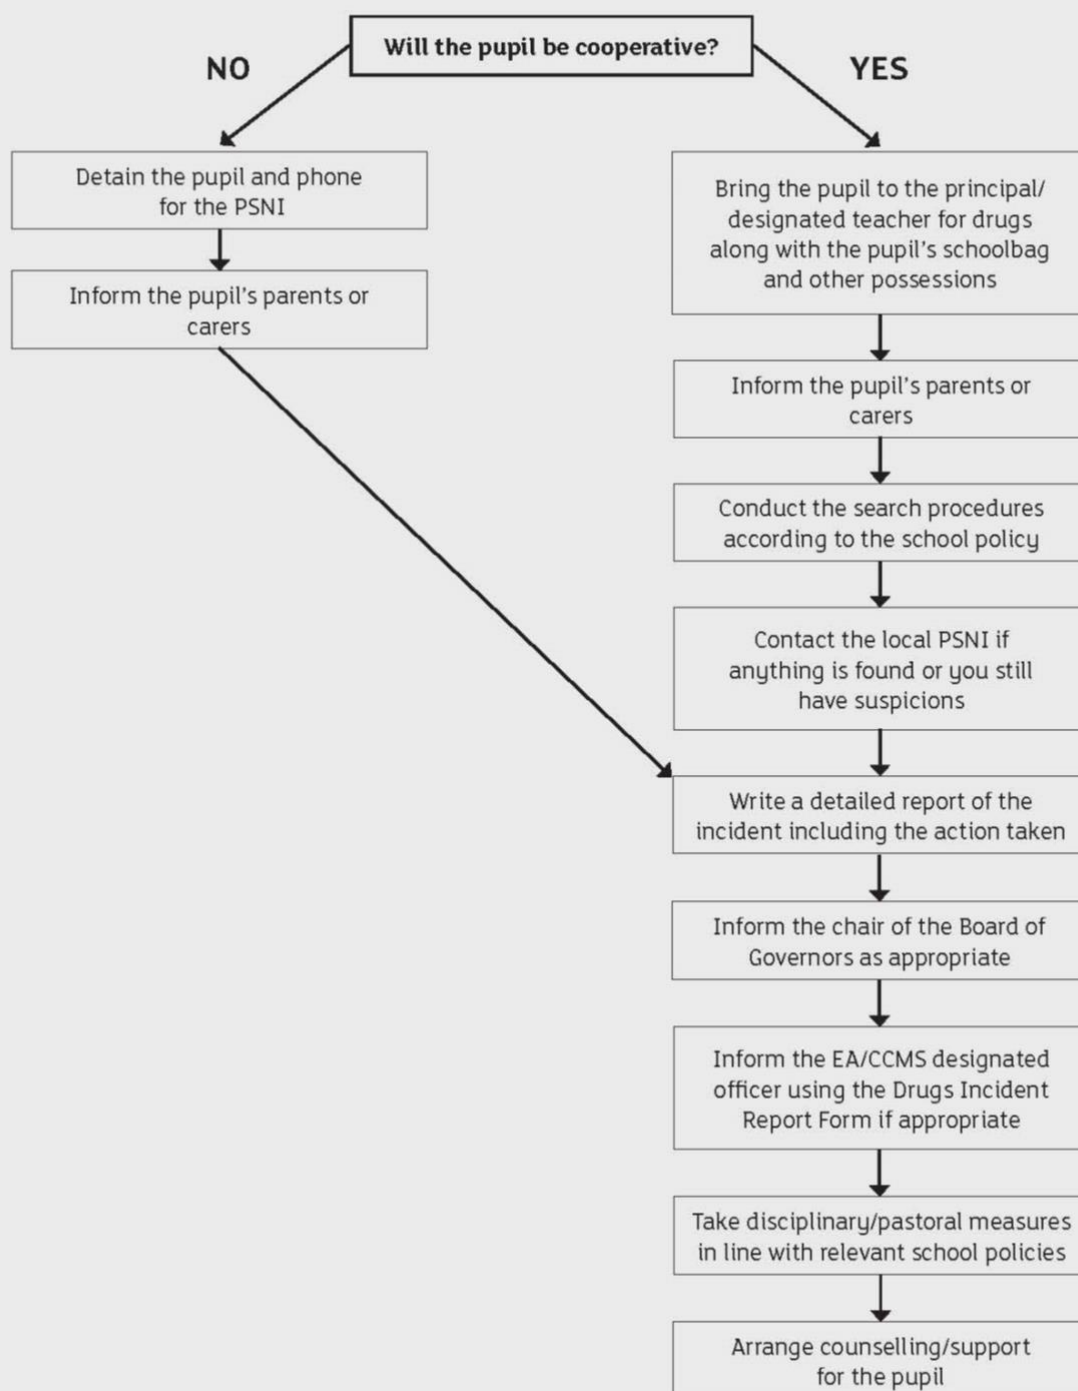 Will the pupil be cooperative?
NO
YES
Detain the pupil and phone
for the PSNI
Inform the pupil's parents or
carers
Bring the pupil to the principal/
designated teacher for drugs
along with the pupil's schoolbag
and other possessions
Inform the pupil's parents or
carers
Conduct the search procedures
according to the school policy
Contact the local PSNI if
anything is found or you still
have suspicions
Write a detailed report of the
incident including the action taken
Inform the chair of the Board of
Governors as appropriate
Inform the EA/CCMS designated
officer using the Drugs Incident
Report Form if appropriate
Take disciplinary/pastoral measures
in line with relevant school policies
Arrange counselling/support
for the pupil